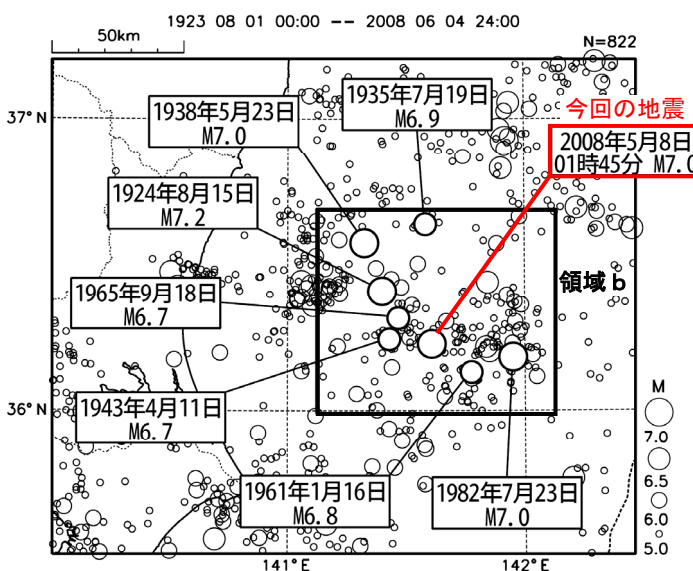 1923 08 01 00:00 -- 2008 06 04 24:00
50km
N=822
1935年7月19日
M6.9
今回の地震
1938年5月23日
M7.0
37°N
2008年5月8日
01時45分 M7.0
1924年8月15日
M7.2
領域b
1965年9月18日
M6.7
M
7.0
6.5
6.0
5.0
36°N
1943年4月11日
M6.7
1961年1月16日
M6.8
1982年7月23日
M7.0
141°E
142°E